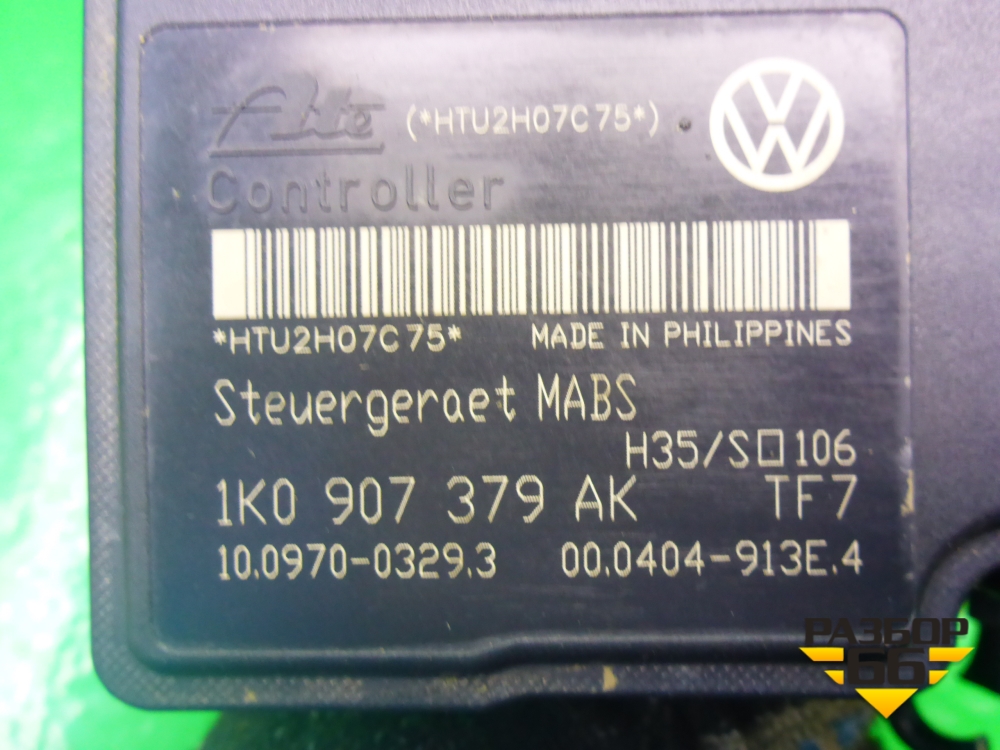 Ate (*HTU2H07C75*)
Controller
*HTU2H07C75* MADE IN PHILIPPINES
Steuergeraet MABS
H35/S□106
1K0 907 379 AK TF7
10.0970-0329.3 00.0404-913E.4
РАЗБОР
66